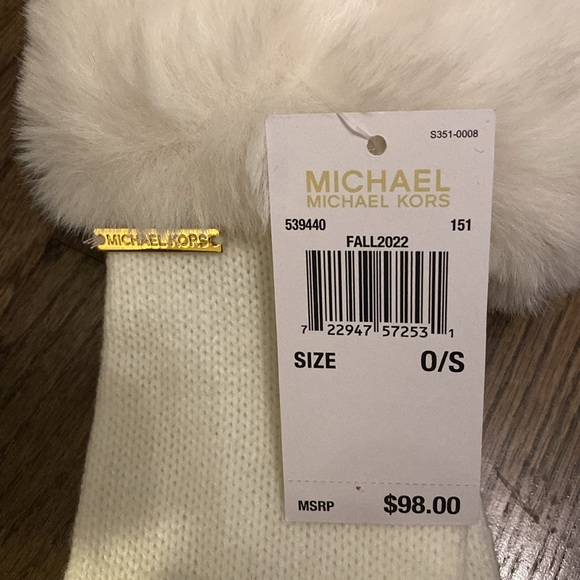 S351-0008
MICHAEL
MICHAEL KORS
539440 151
FALL2022
7 22947 57253 1
SIZE O/S
MSRP $98.00
MICHAEL KORS